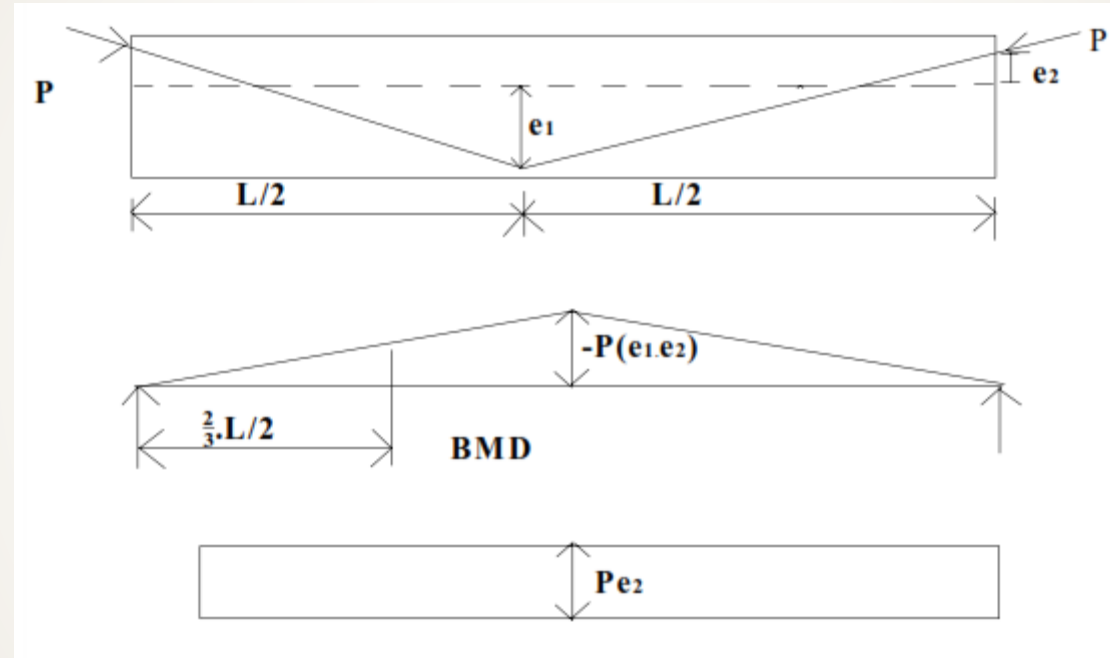 P
P
e₂
e₁
L/2
L/2
-P(e₁.e₂)
2/3.L/2
BMD
Pe₂